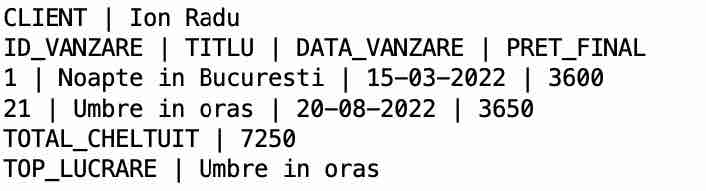 CLIENT | Ion Radu
ID_VANZARE | TITLU | DATA_VANZARE | PRET_FINAL
1 | Noapte in Bucuresti | 15-03-2022 | 3600
21 | Umbre in oras | 20-08-2022 | 3650
TOTAL_CHELTUIT | 7250
TOP_LUCRARE | Umbre in oras